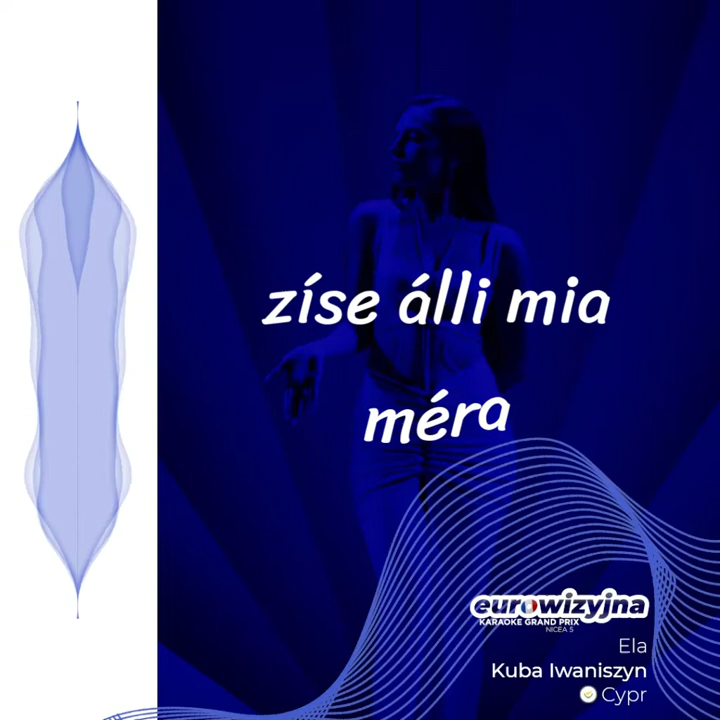 zíse álli mia
méra
eurowizyjna
KARAOKE GRAND PRIX
NICEA 5
Ela
Kuba Iwaniszyn
Cypr